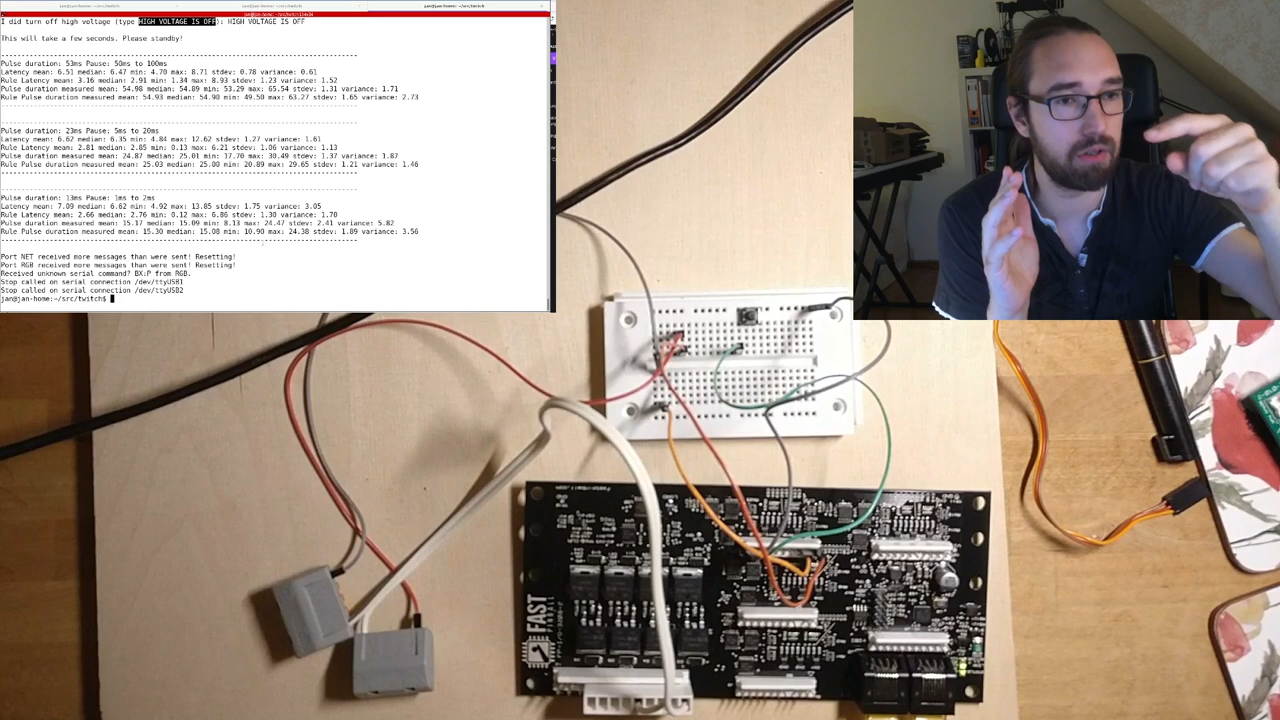 jan@jan-home:~/src/twitch
jan@jan-home:~/src/twitch
jan@jan-home:~/src/twitch
I did turn off high voltage (type HIGH VOLTAGE IS OFF): HIGH VOLTAGE IS OFF
This will take a few seconds. Please standby!
--------------------------------------------------------------------------------
Pulse duration: 53ms Pause: 50ms to 100ms
Latency mean: 6.51 median: 6.47 min: 4.70 max: 8.71 stdev: 0.78 variance: 0.61
Rule Latency mean: 3.16 median: 2.91 min: 1.34 max: 8.93 stdev: 1.23 variance: 1.52
Pulse duration measured mean: 54.98 median: 54.89 min: 53.29 max: 65.54 stdev: 1.31 variance: 1.71
Rule Pulse duration measured mean: 54.93 median: 54.90 min: 49.50 max: 63.27 stdev: 1.65 variance: 2.73
--------------------------------------------------------------------------------
--------------------------------------------------------------------------------
Pulse duration: 23ms Pause: 5ms to 20ms
Latency mean: 6.62 median: 6.35 min: 4.84 max: 12.62 stdev: 1.27 variance: 1.61
Rule Latency mean: 2.81 median: 2.85 min: 0.13 max: 6.21 stdev: 1.06 variance: 1.13
Pulse duration measured mean: 24.87 median: 25.01 min: 17.70 max: 30.49 stdev: 1.37 variance: 1.87
Rule Pulse duration measured mean: 25.03 median: 25.00 min: 20.89 max: 29.65 stdev: 1.21 variance: 1.46
--------------------------------------------------------------------------------
--------------------------------------------------------------------------------
Pulse duration: 13ms Pause: 1ms to 2ms
Latency mean: 7.09 median: 6.62 min: 4.92 max: 13.85 stdev: 1.75 variance: 3.05
Rule Latency mean: 2.66 median: 2.76 min: 0.12 max: 6.86 stdev: 1.30 variance: 1.70
Pulse duration measured mean: 15.17 median: 15.09 min: 8.13 max: 24.47 stdev: 2.41 variance: 5.82
Rule Pulse duration measured mean: 15.30 median: 15.08 min: 10.90 max: 24.38 stdev: 1.89 variance: 3.56
--------------------------------------------------------------------------------
Port NET received more messages than were sent! Resetting!
Port RGB received more messages than were sent! Resetting!
Received unknown serial command? BX:P from RGB.
Stop called on serial connection /dev/ttyUSB1
Stop called on serial connection /dev/ttyUSB2
jan@jan-home:~/src/twitch$
FAST
PINBALL